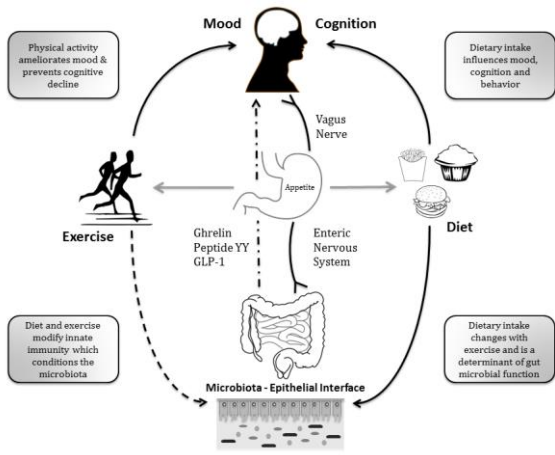 Mood Cognition
Physical activity
ameliorates mood &
prevents cognitive
decline
Dietary intake
influences mood,
cognition and
behavior
Vagus
Nerve
Appetite
Exercise
Diet
Ghrelin
Peptide YY
GLP-1
Enteric
Nervous
System
Diet and exercise
modify innate
immunity which
conditions the
microbiota
Dietary intake
changes with
exercise and is a
determinant of gut
microbial function
Microbiota - Epithelial Interface